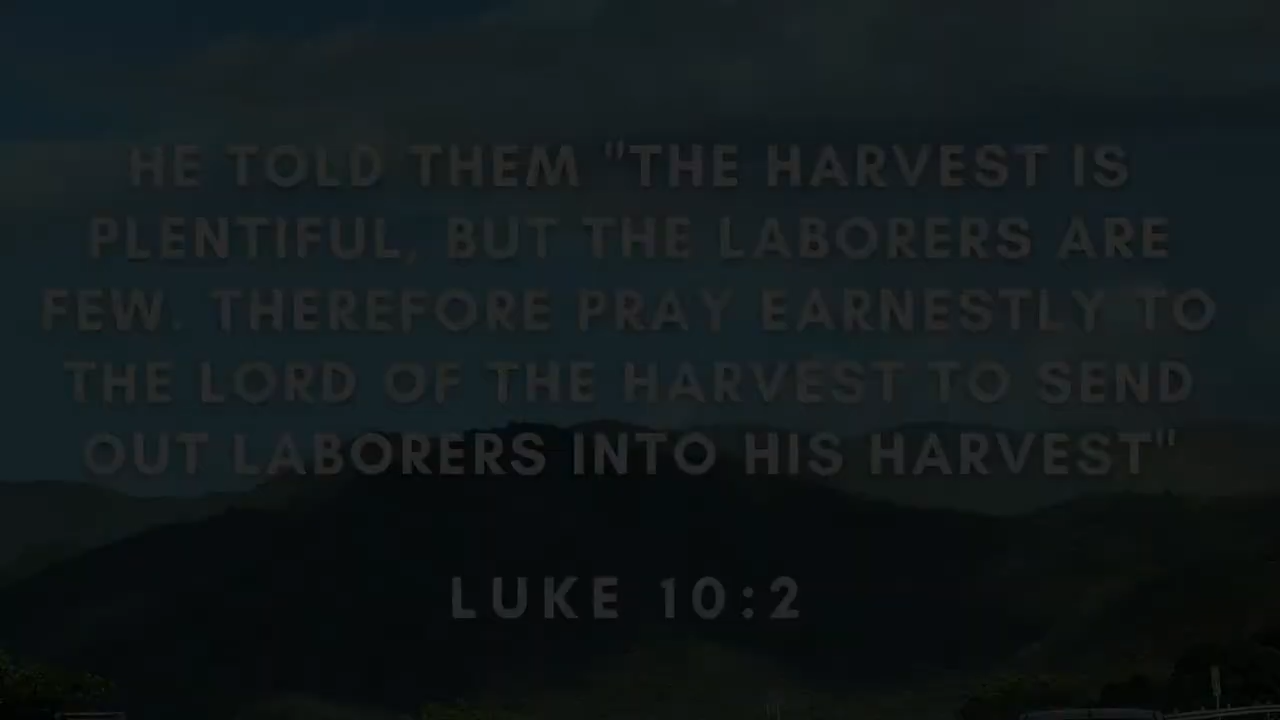 HE TOLD THEM "THE HARVEST IS
PLENTIFUL, BUT THE LABORERS ARE
FEW. THEREFORE PRAY EARNESTLY TO
THE LORD OF THE HARVEST TO SEND
OUT LABORERS INTO HIS HARVEST"
LUKE 10:2